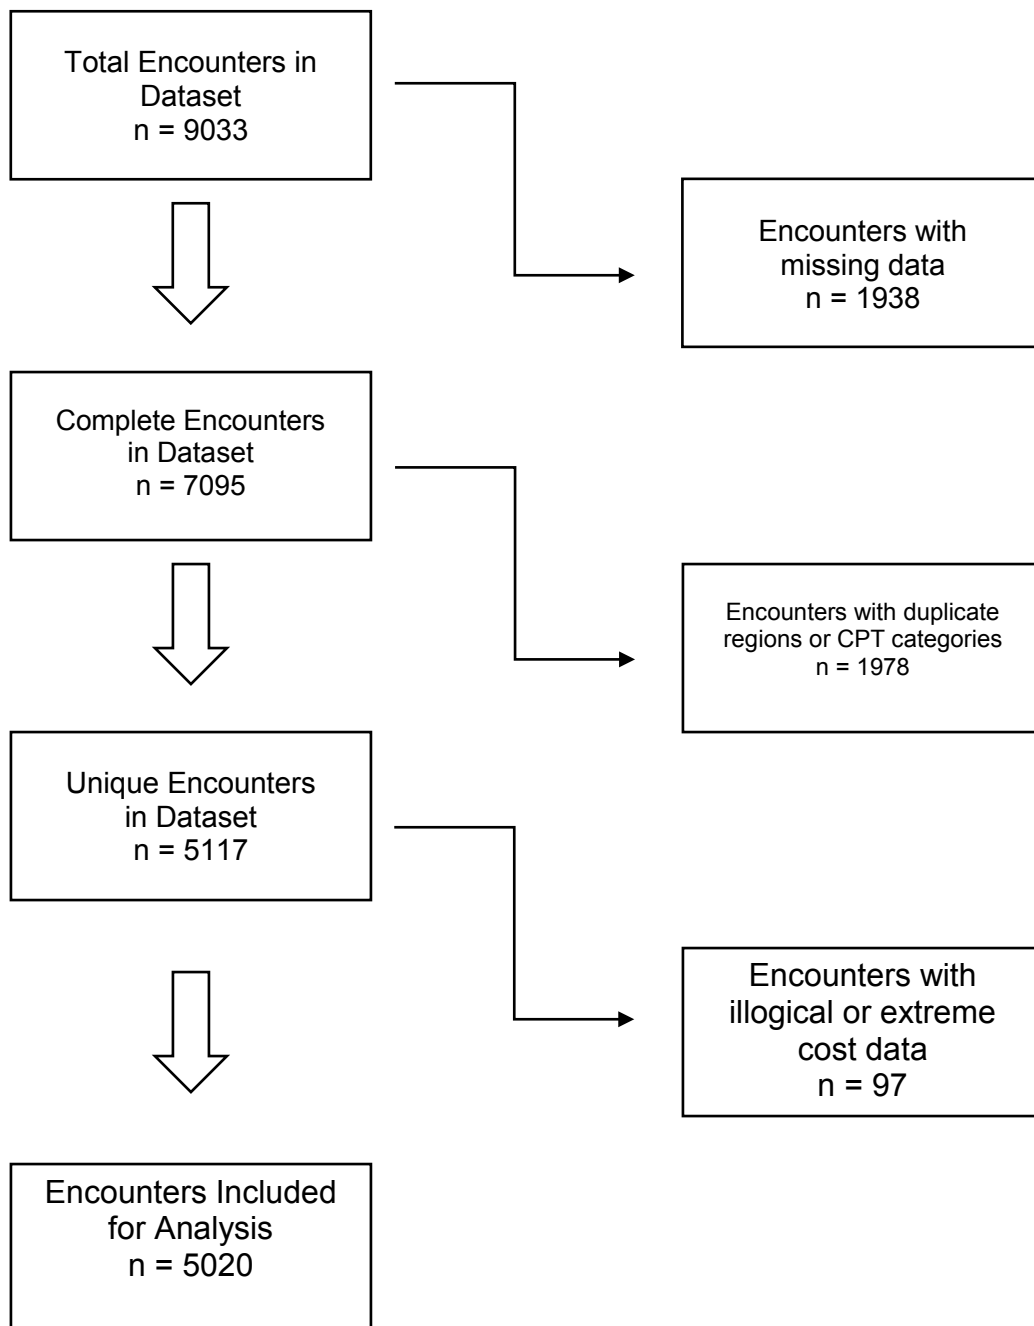 Total Encounters in
Dataset
n = 9033
Encounters with
missing data
n = 1938
Complete Encounters
in Dataset
n = 7095
Encounters with duplicate
regions or CPT categories
n = 1978
Unique Encounters
in Dataset
n = 5117
Encounters with
illogical or extreme
cost data
n = 97
Encounters Included
for Analysis
n = 5020